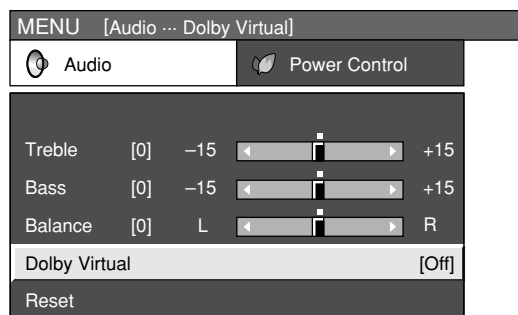 MENU [Audio ··· Dolby Virtual]
Audio Power Control
Treble [0] –15 +15
Bass [0] –15 +15
Balance [0] L R
Dolby Virtual [Off]
Reset